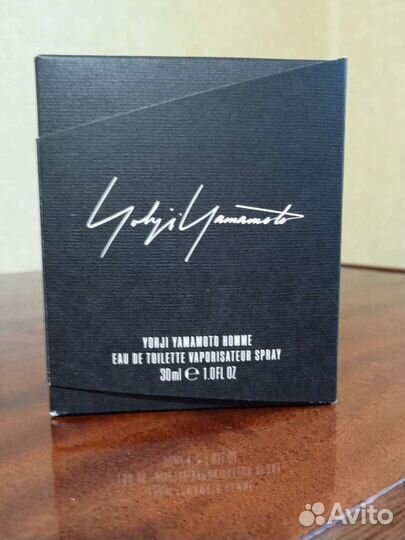 Yohji Yamamoto
YOHJI YAMAMOTO HOMME
EAU DE TOILETTE VAPORISATEUR SPRAY
30ml ℮ 1.0FL OZ
Avito